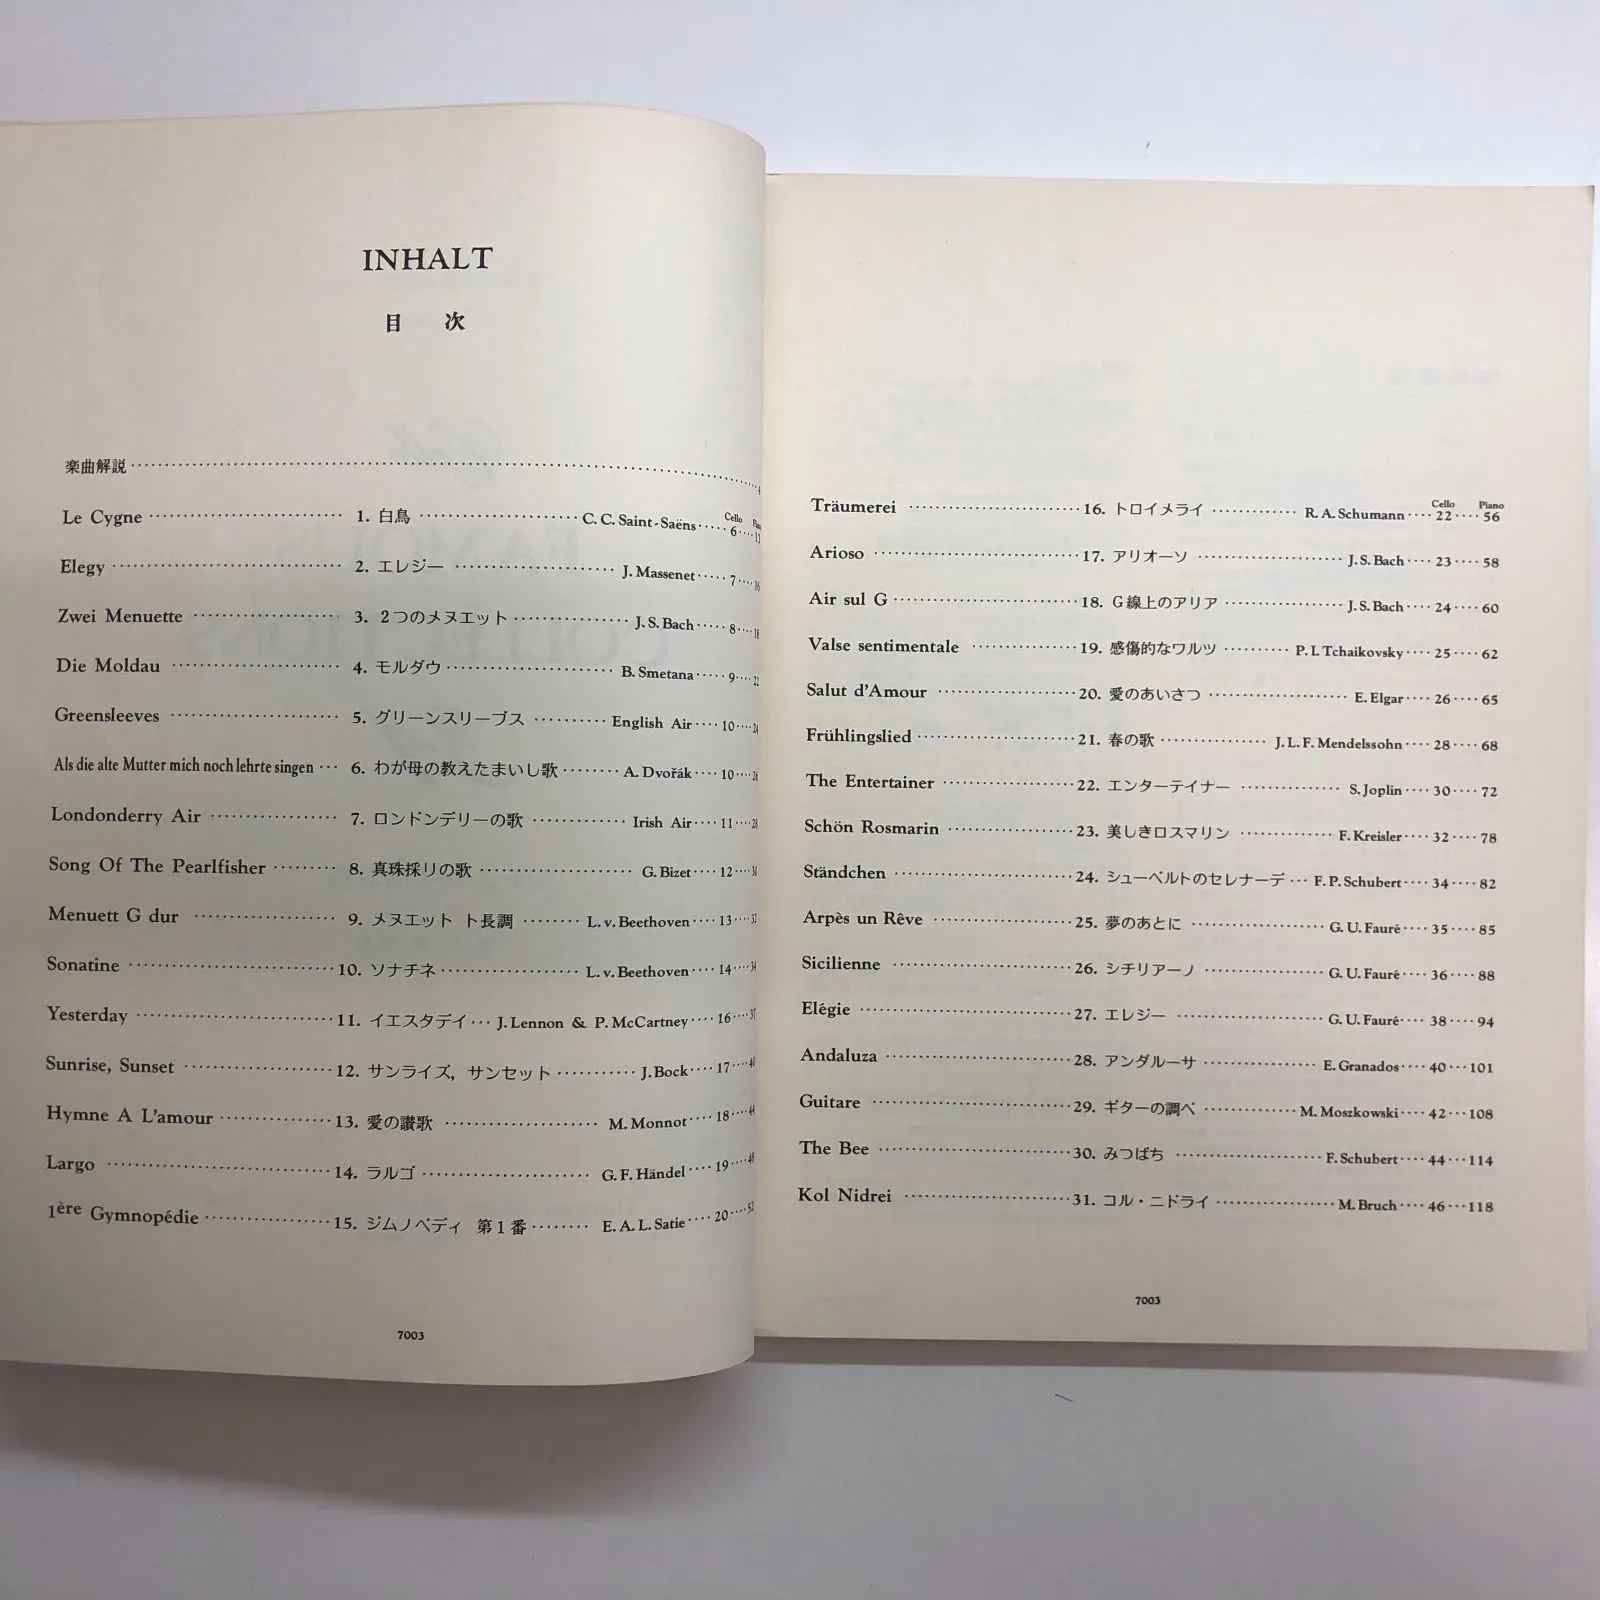 INHALT
目 次
楽曲解説 4
Cello
Le Cygne 1. 白鳥 C. C. Saint-Saëns 6
Elegy 2. エレジー J. Massenet 7 16
Zwei Menuette 3. 2つのメヌエット J. S. Bach 8 18
Die Moldau 4. モルダウ B. Smetana 9 22
Greensleeves 5. グリーンスリーブス English Air 10 24
Als die alte Mutter mich noch lehrte singen 6. わが母の教えたまいし歌 A. Dvořák 10 26
Londonderry Air 7. ロンドンデリーの歌 Irish Air 11 28
Song Of The Pearlfisher 8. 真珠採りの歌 G. Bizet 12 30
Menuett G dur 9. メヌエット ト長調 L. v. Beethoven 13 32
Sonatine 10. ソナチネ L. v. Beethoven 14 34
Yesterday 11. イエスタデイ J. Lennon & P. McCartney 16 37
Sunrise, Sunset 12. サンライズ, サンセット J. Bock 17 40
Hymne A L'amour 13. 愛の讃歌 M. Monnot 18 44
Largo 14. ラルゴ G. F. Händel 19 48
1ère Gymnopédie 15. ジムノペディ 第1番 E. A. L. Satie 20 52
7003
Cello Piano
Träumerei 16. トロイメライ R. A. Schumann 22 56
Arioso 17. アリオーソ J. S. Bach 23 58
Air sul G 18. G線上のアリア J. S. Bach 24 60
Valse sentimentale 19. 感傷的なワルツ P. I. Tchaikovsky 25 62
Salut d'Amour 20. 愛のあいさつ E. Elgar 26 65
Frühlingslied 21. 春の歌 J. L. F. Mendelssohn 28 68
The Entertainer 22. エンターテイナー S. Joplin 30 72
Schön Rosmarin 23. 美しきロスマリン F. Kreisler 32 78
Ständchen 24. シューベルトのセレナーデ F. P. Schubert 34 82
Arpès un Rêve 25. 夢のあとに G. U. Fauré 35 85
Sicilienne 26. シチリアーノ G. U. Fauré 36 88
Elégie 27. エレジー G. U. Fauré 38 94
Andaluza 28. アンダルーサ E. Granados 40 101
Guitare 29. ギターの調べ M. Moszkowski 42 108
The Bee 30. みつばち F. Schubert 44 114
Kol Nidrei 31. コル・ニドライ M. Bruch 46 118
7003